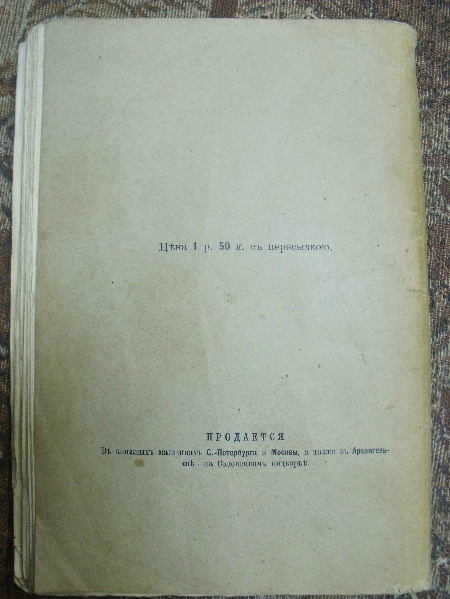 Цѣна 1 р. 50 к. съ пересылкою.
ПРОДАЕТСЯ
Въ книжныхъ магазинахъ С.-Петербурга и Москвы, а также въ Архангель-
скѣ—на Соловецкомъ подворьѣ.